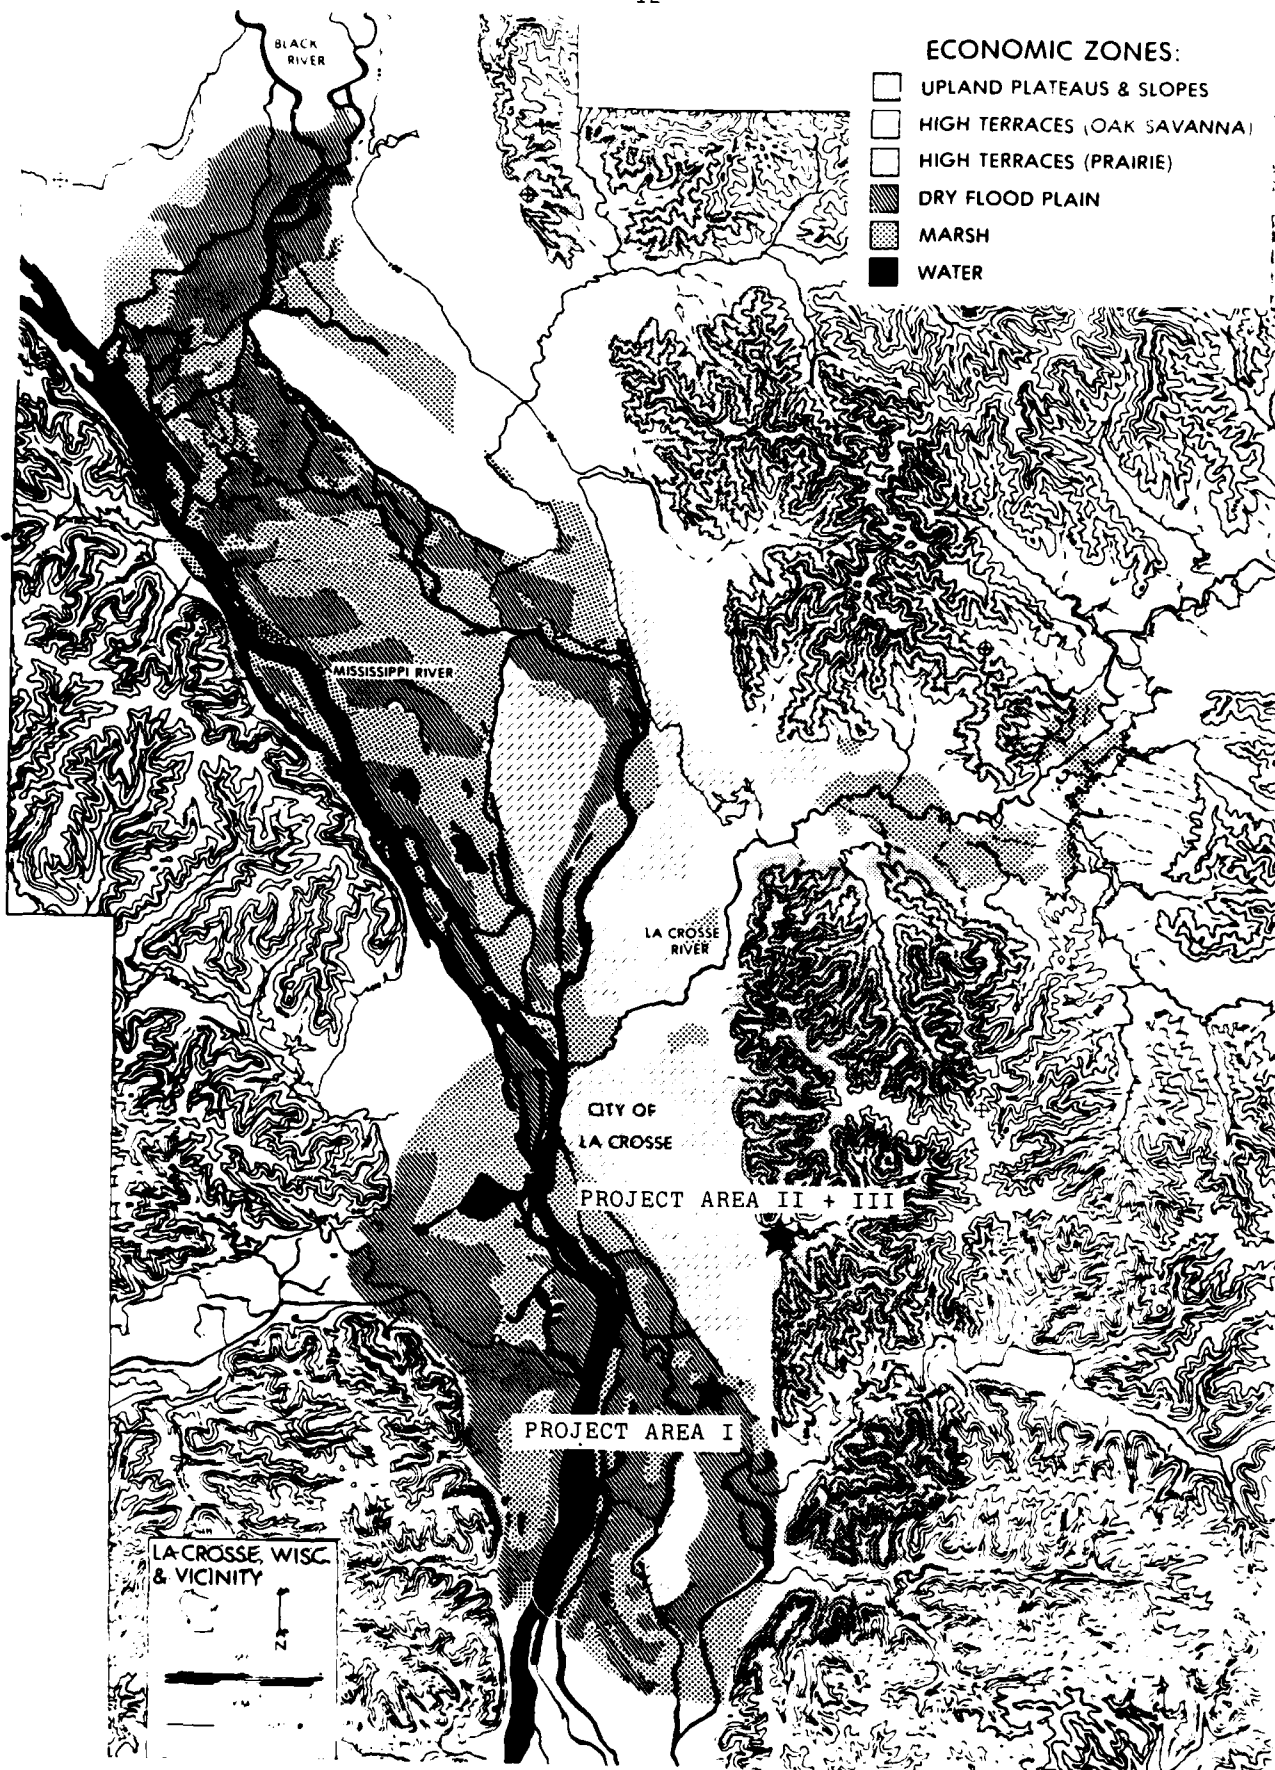 12
BLACK
RIVER
ECONOMIC ZONES:
UPLAND PLATEAUS & SLOPES
HIGH TERRACES (OAK SAVANNA)
HIGH TERRACES (PRAIRIE)
DRY FLOOD PLAIN
MARSH
WATER
MISSISSIPPI RIVER
LA CROSSE
RIVER
CITY OF
LA CROSSE
PROJECT AREA II + III
PROJECT AREA I
LA CROSSE, WISC.
& VICINITY
N